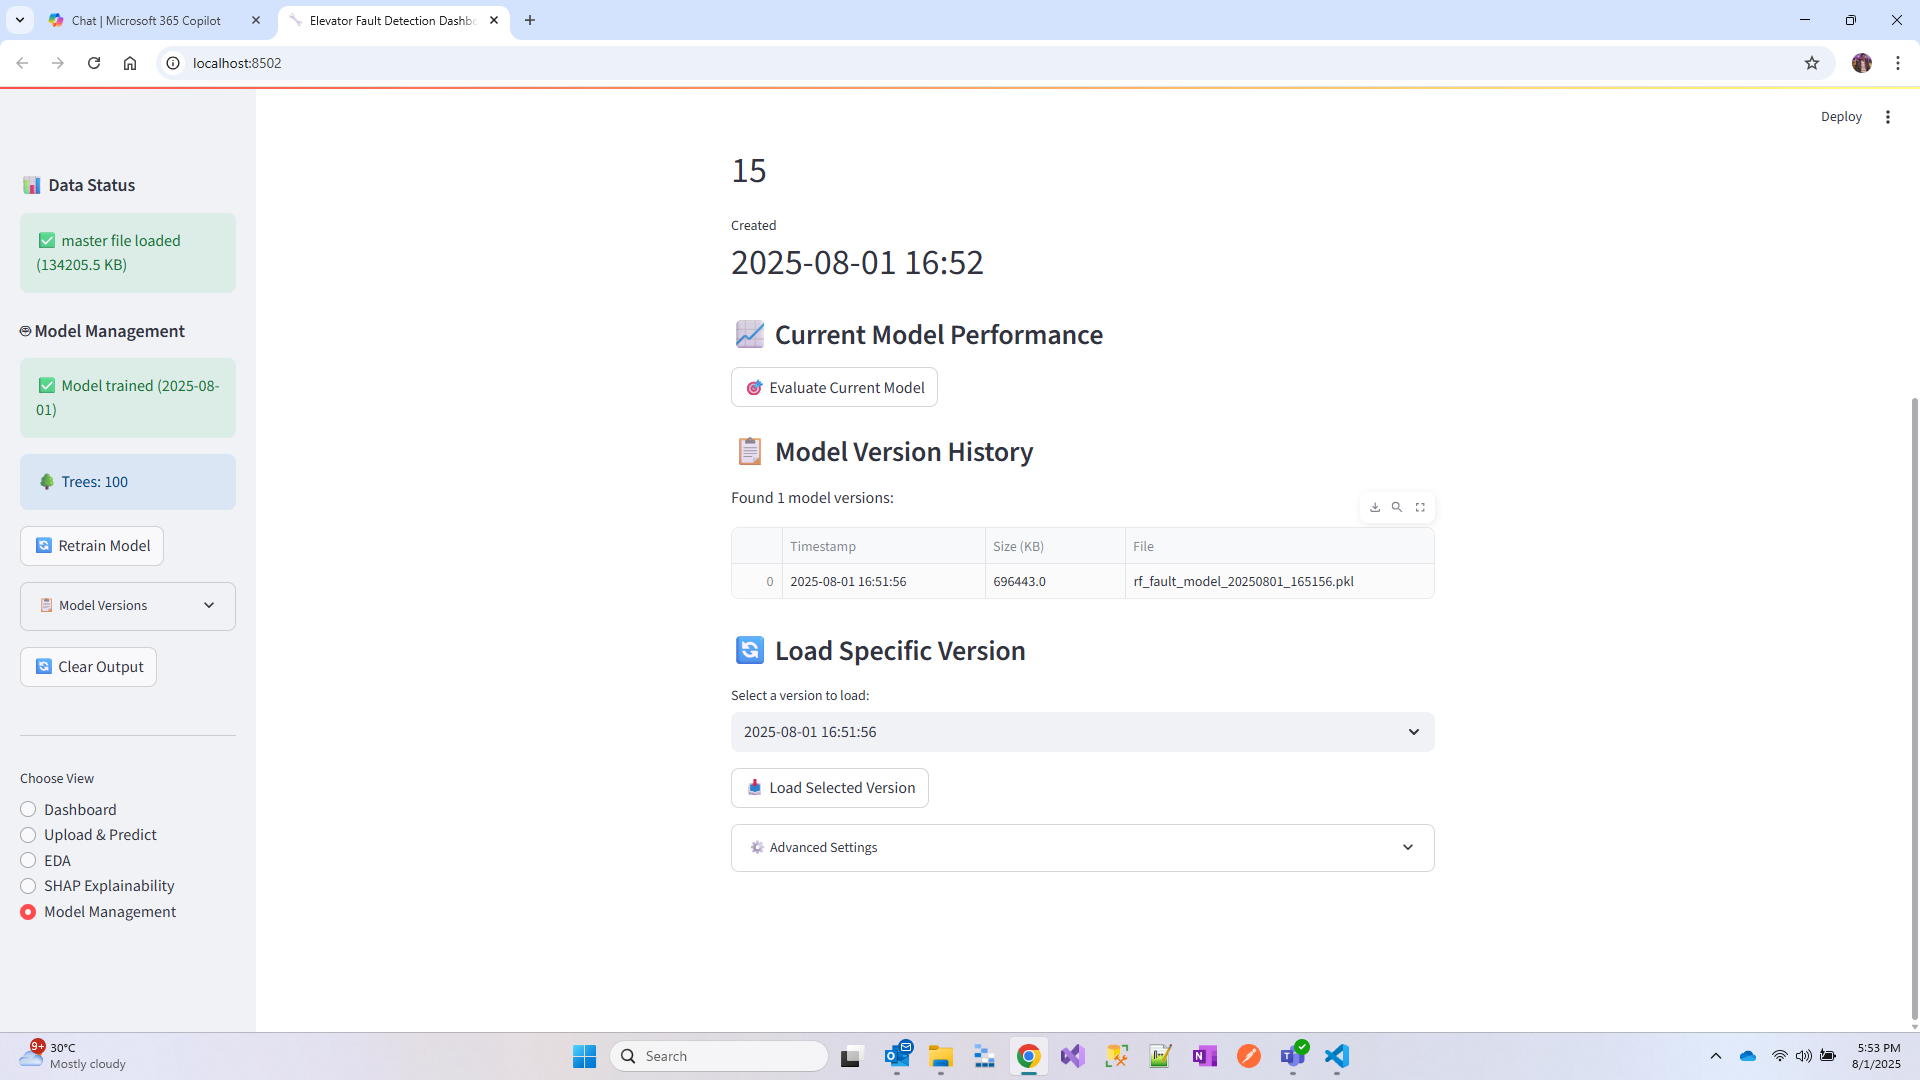 Chat | Microsoft 365 Copilot
Elevator Fault Detection Dashb
localhost:8502
Deploy
Data Status
master file loaded
(134205.5 KB)
Model Management
Model trained (2025-08-
01)
Trees: 100
Retrain Model
Model Versions
Clear Output
Choose View
Dashboard
Upload & Predict
EDA
SHAP Explainability
Model Management
15
Created
2025-08-01 16:52
Current Model Performance
Evaluate Current Model
Model Version History
Found 1 model versions:
Timestamp Size (KB) File
0 2025-08-01 16:51:56 696443.0 rf_fault_model_20250801_165156.pkl
Load Specific Version
Select a version to load:
2025-08-01 16:51:56
Load Selected Version
Advanced Settings
9+
30°C
Mostly cloudy
Search
5:53 PM
8/1/2025